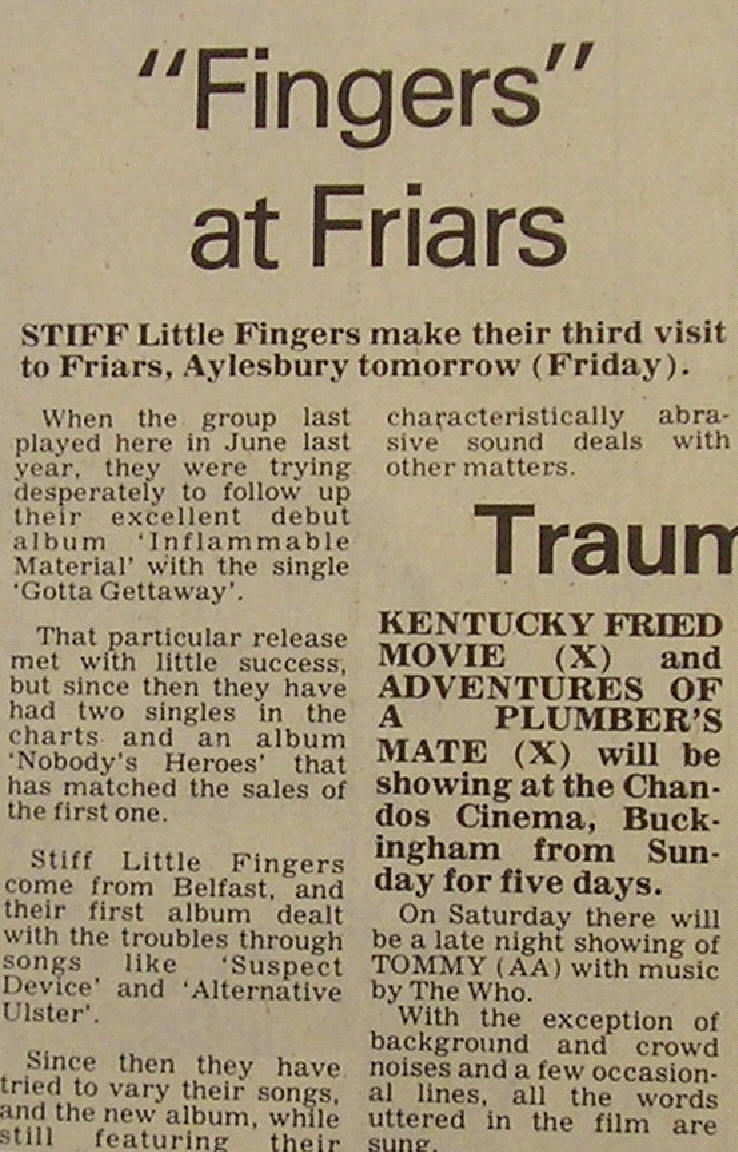 "Fingers"
at Friars
STIFF Little Fingers make their third visit
to Friars, Aylesbury tomorrow (Friday).
When the group last
played here in June last
year, they were trying
desperately to follow up
their excellent debut
album 'Inflammable
Material' with the single
'Gotta Gettaway'.
That particular release
met with little success,
but since then they have
had two singles in the
charts and an album
'Nobody's Heroes' that
has matched the sales of
the first one.
Stiff Little Fingers
come from Belfast, and
their first album dealt
with the troubles through
songs like 'Suspect
Device' and 'Alternative
Ulster'.
Since then they have
tried to vary their songs,
and the new album, while
still featuring their
characteristically abra-
sive sound deals with
other matters.
Traum
KENTUCKY FRIED
MOVIE (X) and
ADVENTURES OF
A PLUMBER'S
MATE (X) will be
showing at the Chan-
dos Cinema, Buck-
ingham from Sun-
day for five days.
On Saturday there will
be a late night showing of
TOMMY (AA) with music
by The Who.
With the exception of
background and crowd
noises and a few occasion-
al lines, all the words
uttered in the film are
sung.